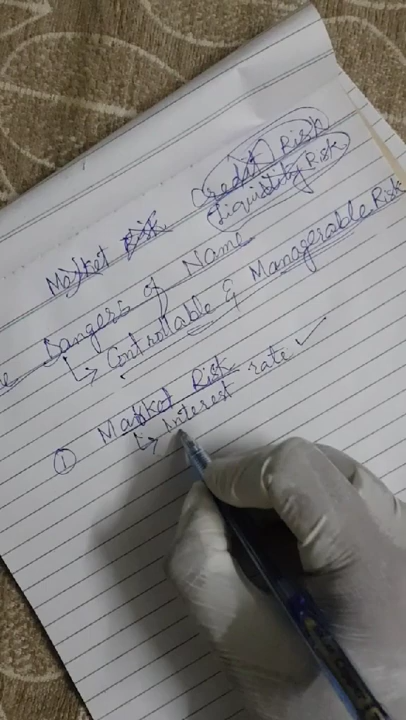 Credit Risk
Market Risk Liquidity Risk
Dangers of Name
↳ Controllable & Manageable Risk
① Market Risk
↳ Interest rate ✓